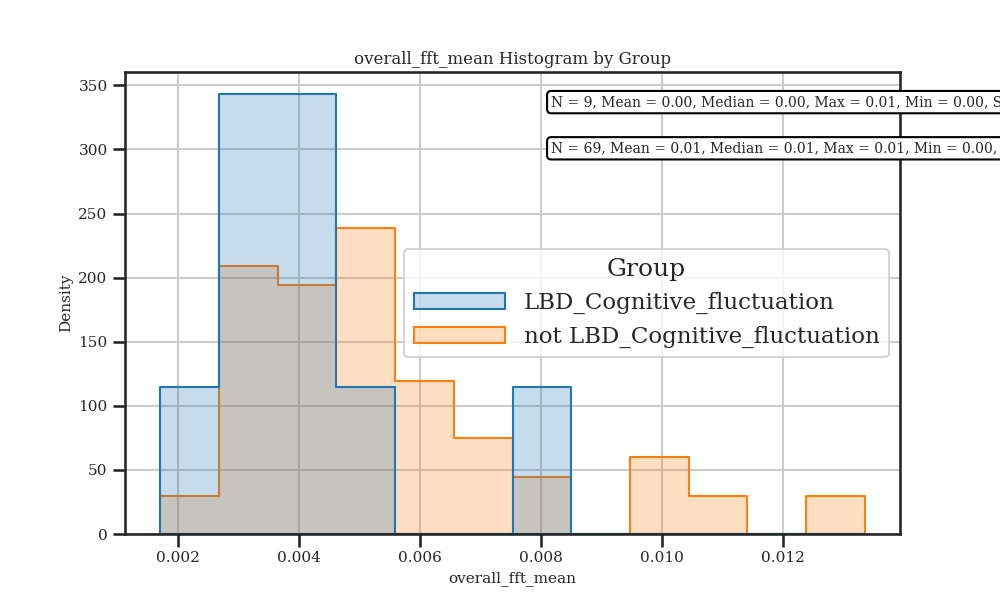 overall_fft_mean Histogram by Group
350
300
250
200
150
100
50
0
Density
N = 9, Mean = 0.00, Median = 0.00, Max = 0.01, Min = 0.00, S
N = 69, Mean = 0.01, Median = 0.01, Max = 0.01, Min = 0.00,
Group
LBD_Cognitive_fluctuation
not LBD_Cognitive_fluctuation
0.002 0.004 0.006 0.008 0.010 0.012
overall_fft_mean